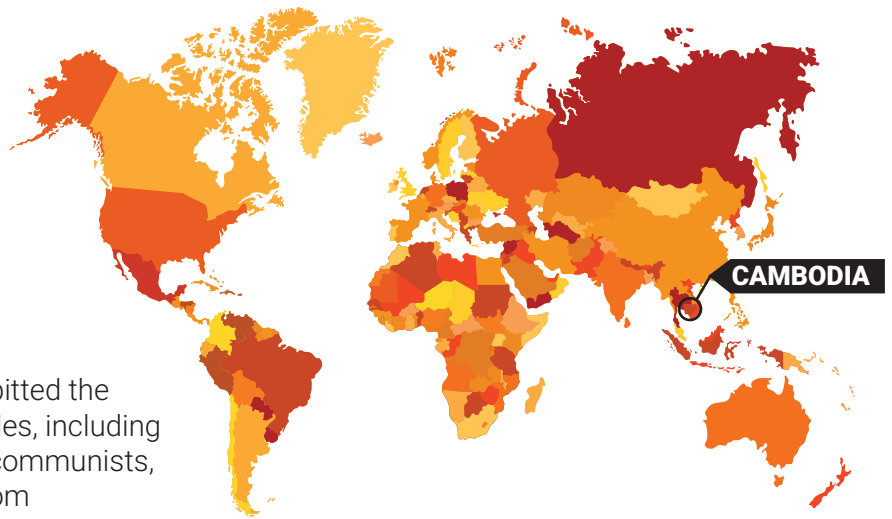 CAMBODIA
pitted the
ies, including
communists,
om